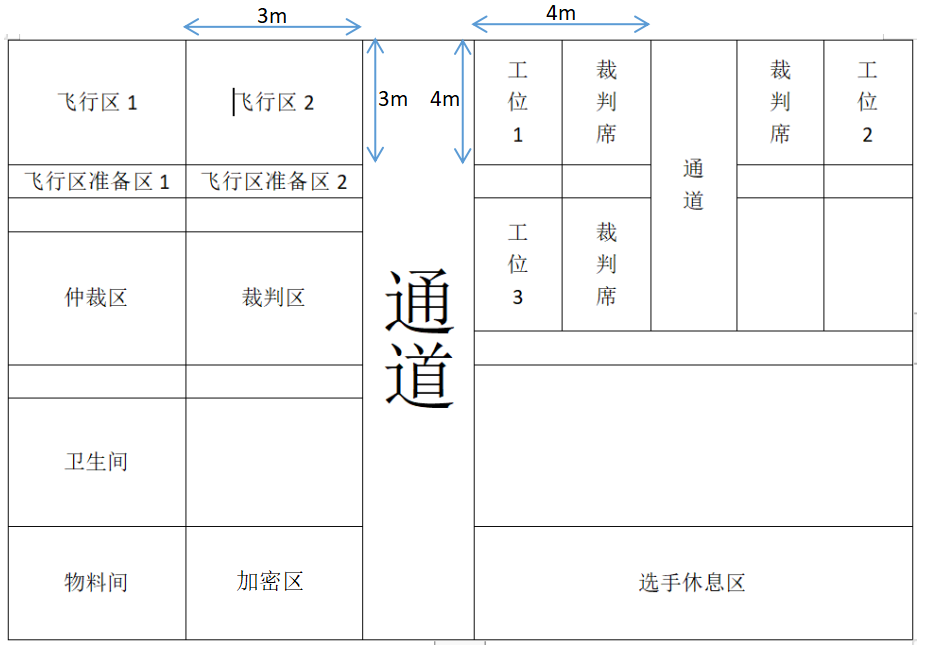 3m
4m
飞行区 1
飞行区 2
3m
4m
工位1
裁判席
通道
裁判席
工位2
飞行区准备区 1
飞行区准备区 2
通道
工位3
裁判席
仲裁区
裁判区
卫生间
物料间
加密区
选手休息区